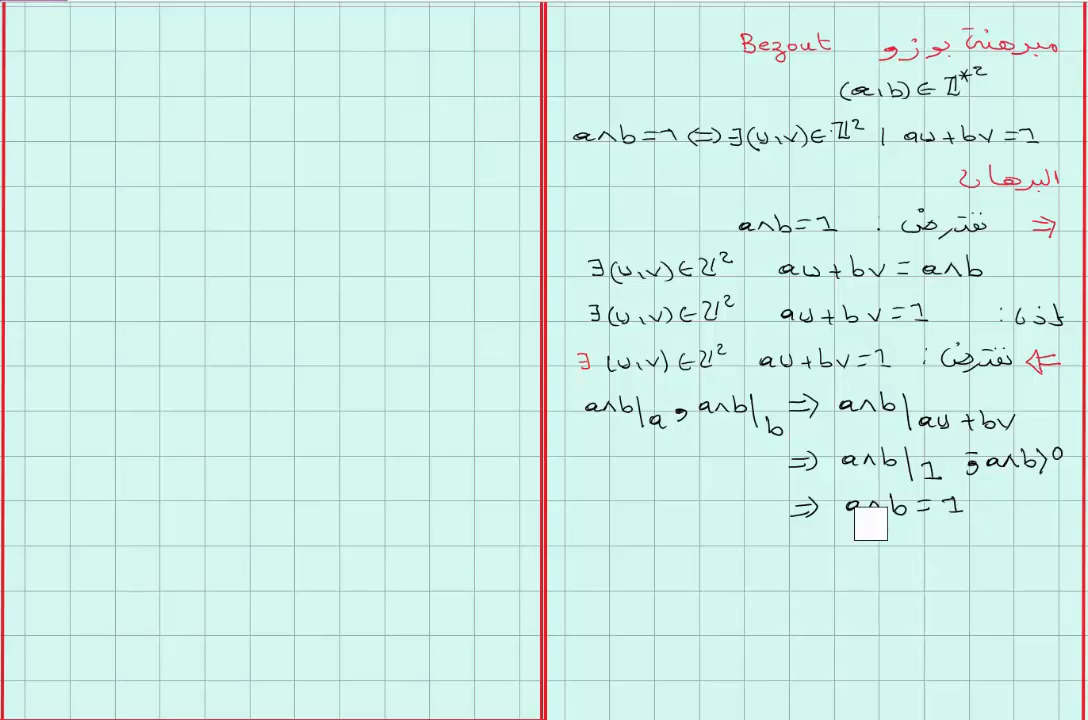 مبرهنة بوزو Bezout
(a,b) ∈ ℤ*²
a∧b=1 ⇔ ∃(u,v)∈ℤ² | au+bv=1
البرهان
⇒ نفترض : a∧b=1
∃(u,v)∈ℤ² au+bv=a∧b
إذن: ∃(u,v)∈ℤ² au+bv=1
⇐ نفترض: ∃(u,v)∈ℤ² au+bv=1
a∧b/a و a∧b/b ⇒ a∧b/au+bv
⇒ a∧b/1 و a∧b>0
⇒ a∧b=1